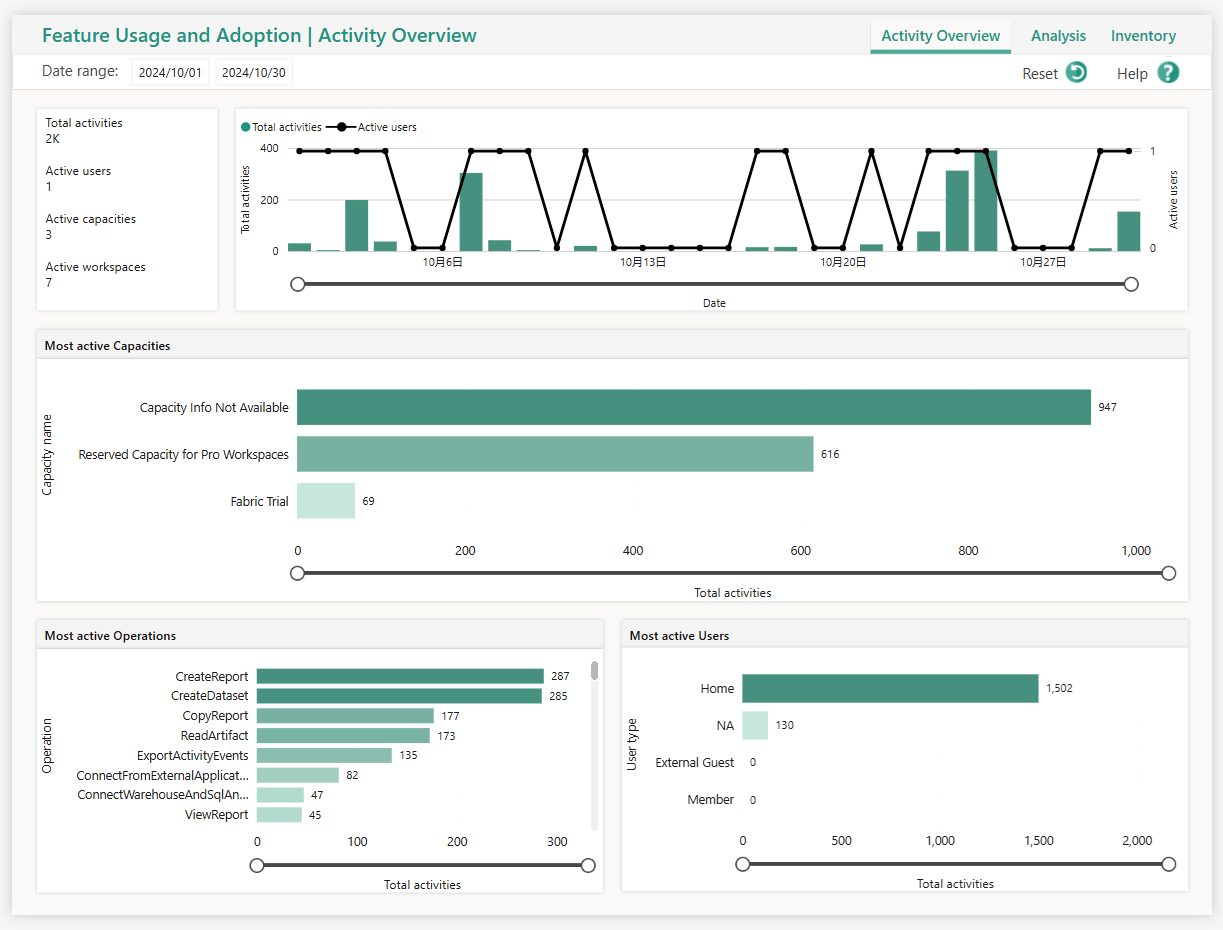 Feature Usage and Adoption | Activity Overview
Activity Overview
Analysis
Inventory
Date range:
2024/10/01
2024/10/30
Reset
Help
?
Total activities
2K
Active users
1
Active capacities
3
Active workspaces
7
Total activities
Active users
Total activities
400
200
0
1
0
Active users
10月6日
10月13日
10月20日
10月27日
Date
Most active Capacities
Capacity name
Capacity Info Not Available
947
Reserved Capacity for Pro Workspaces
616
Fabric Trial
69
0
200
400
600
800
1,000
Total activities
Most active Operations
Operation
CreateReport
287
CreateDataset
285
CopyReport
177
ReadArtifact
173
ExportActivityEvents
135
ConnectFromExternalApplicat...
82
ConnectWarehouseAndSqlAn...
47
ViewReport
45
0
100
200
300
Total activities
Most active Users
User type
Home
1,502
NA
130
External Guest
0
Member
0
0
500
1,000
1,500
2,000
Total activities